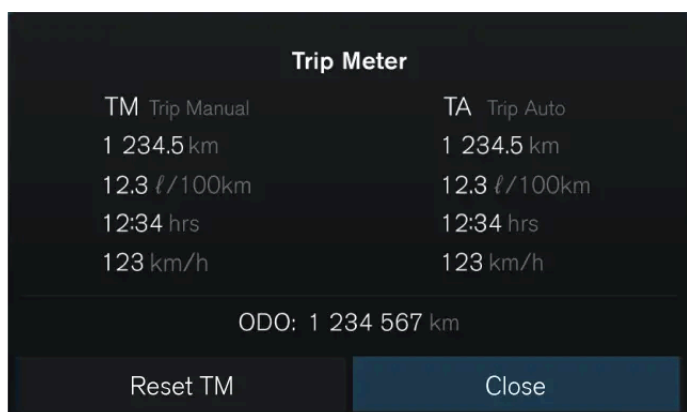 Trip Meter
TM Trip Manual
TA Trip Auto
1 234.5 km
1 234.5 km
12.3 ℓ/100km
12.3 ℓ/100km
12:34 hrs
12:34 hrs
123 km/h
123 km/h
ODO: 1 234 567 km
Reset TM
Close